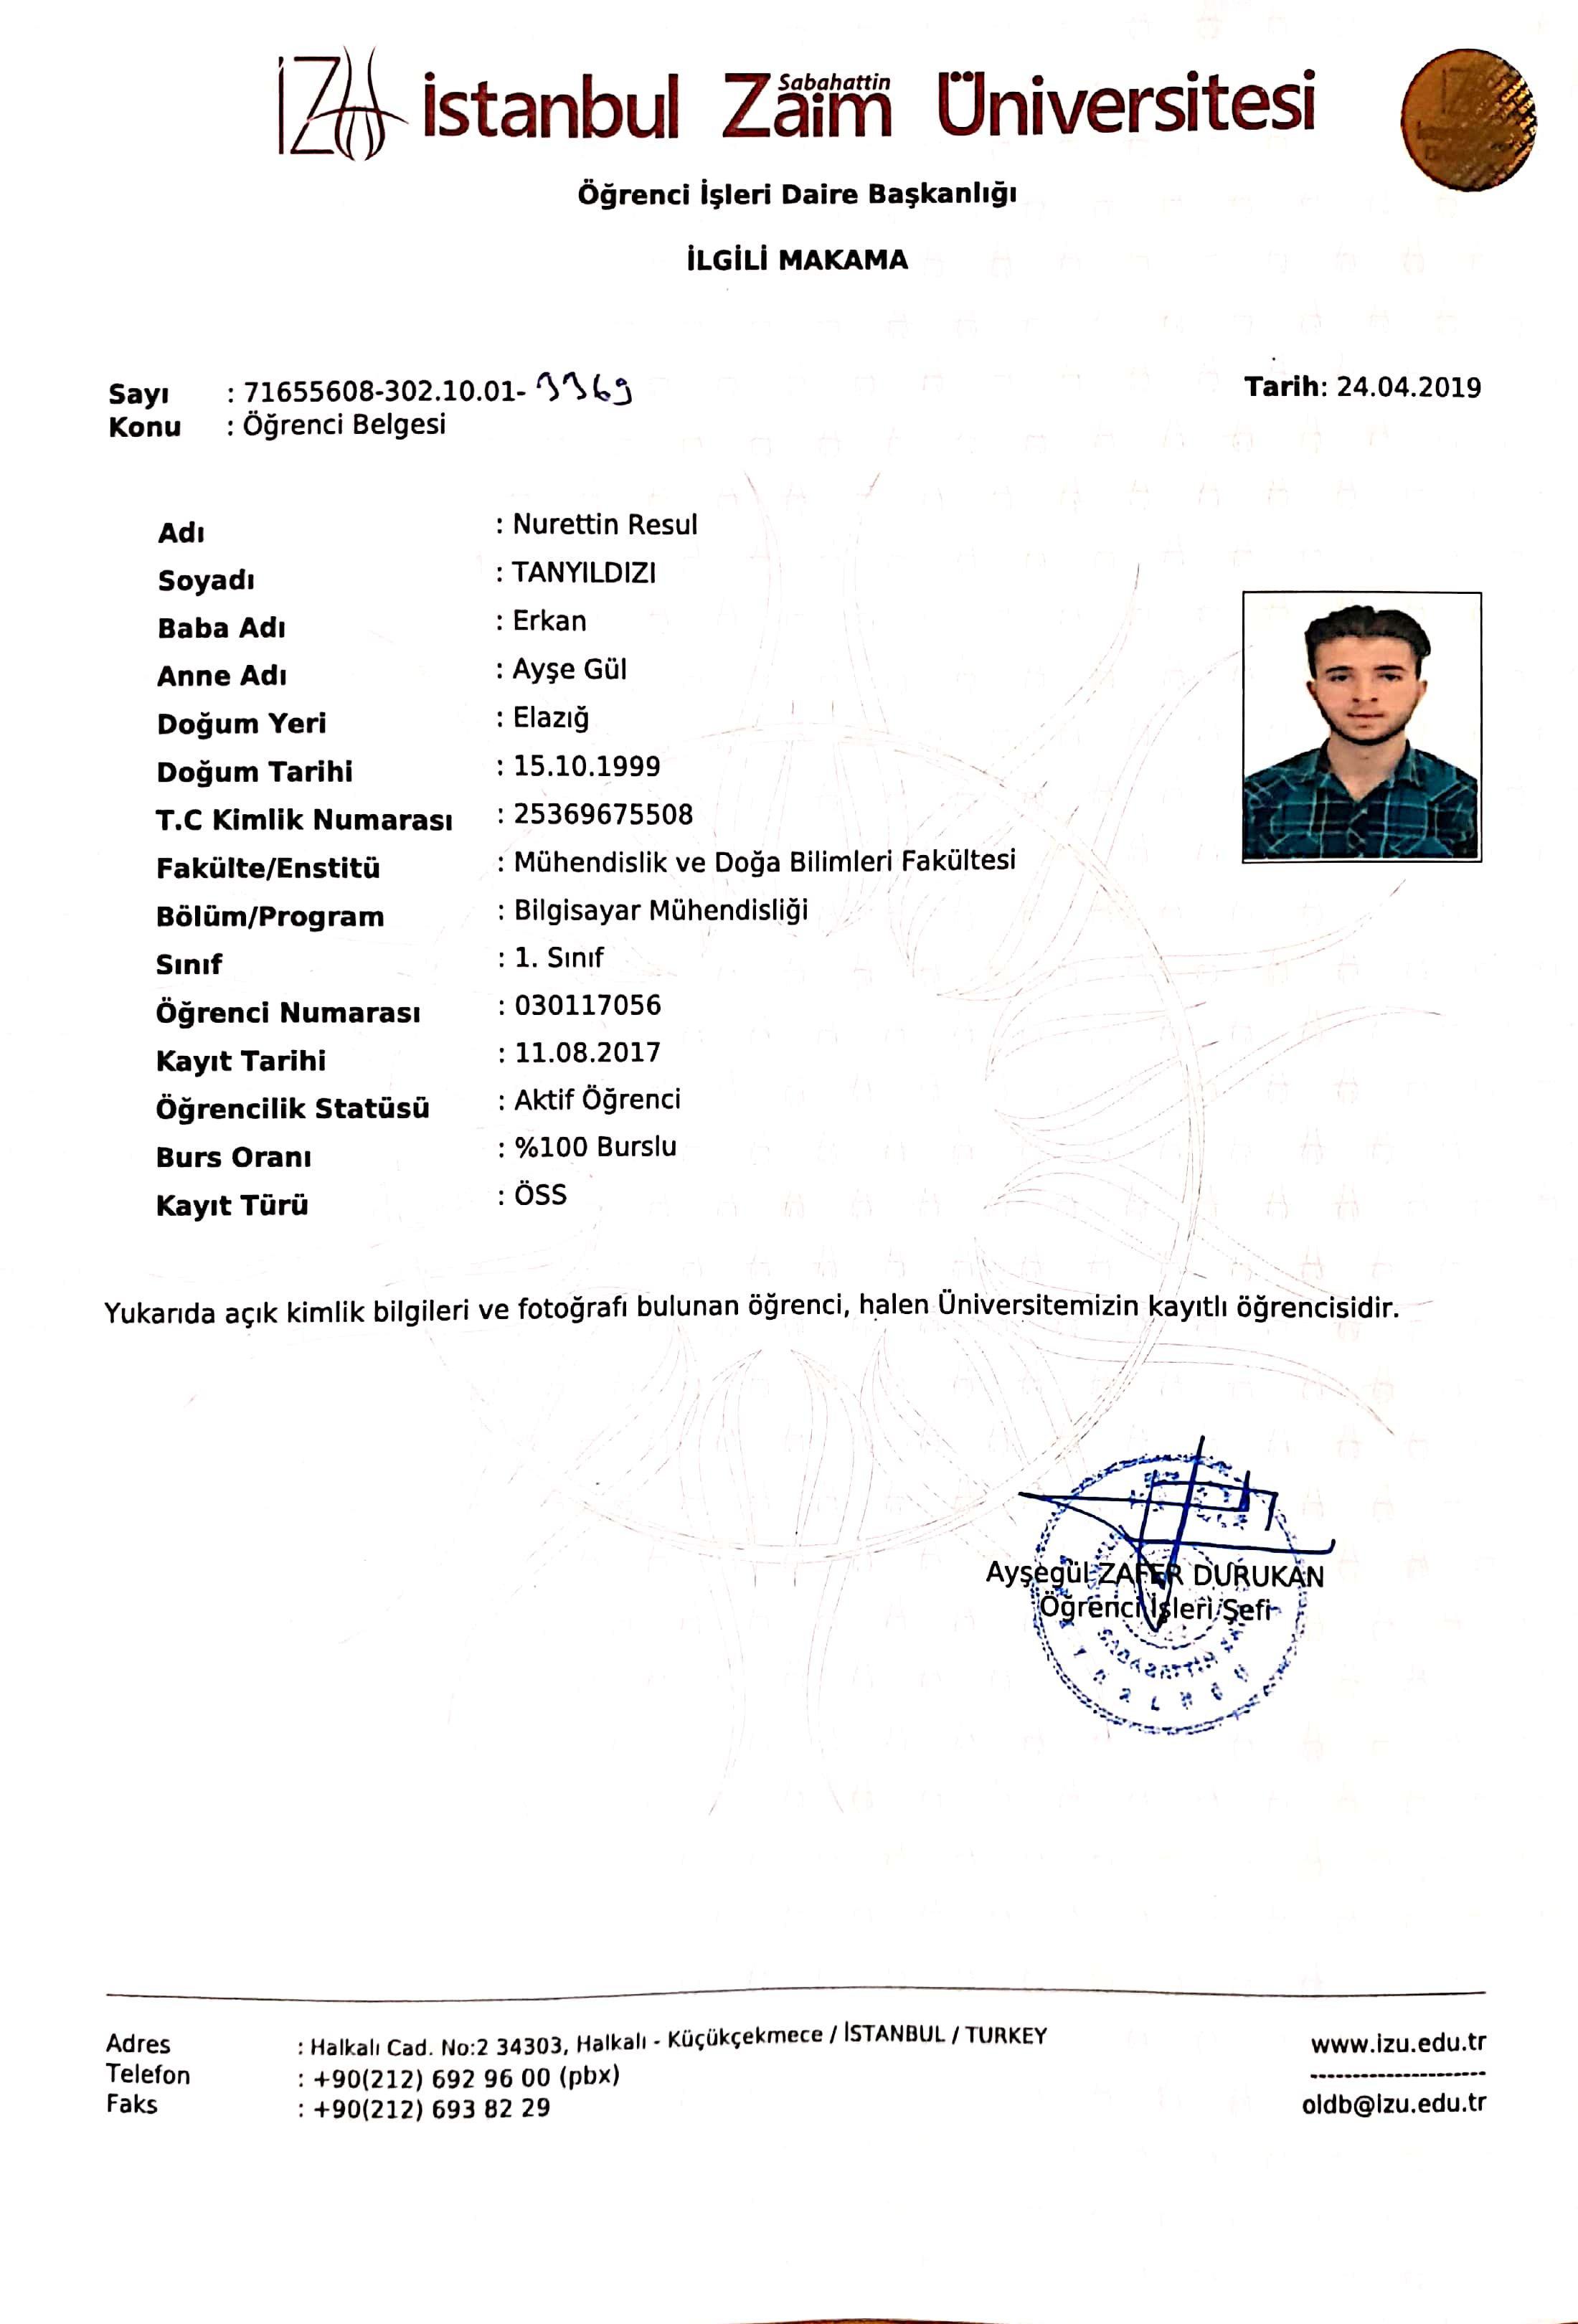 İZÜ İstanbul Sabahattin Zaim Üniversitesi
Öğrenci İşleri Daire Başkanlığı
İLGİLİ MAKAMA
Sayı : 71655608-302.10.01- 3369 Tarih: 24.04.2019
Konu : Öğrenci Belgesi
Adı : Nurettin Resul
Soyadı : TANYILDIZI
Baba Adı : Erkan
Anne Adı : Ayşe Gül
Doğum Yeri : Elazığ
Doğum Tarihi : 15.10.1999
T.C Kimlik Numarası : 25369675508
Fakülte/Enstitü : Mühendislik ve Doğa Bilimleri Fakültesi
Bölüm/Program : Bilgisayar Mühendisliği
Sınıf : 1. Sınıf
Öğrenci Numarası : 030117056
Kayıt Tarihi : 11.08.2017
Öğrencilik Statüsü : Aktif Öğrenci
Burs Oranı : %100 Burslu
Kayıt Türü : ÖSS
Yukarıda açık kimlik bilgileri ve fotoğrafı bulunan öğrenci, halen Üniversitemizin kayıtlı öğrencisidir.
Ayşegül ZAFER DURUKAN
Öğrenci İşleri Şefi
Adres : Halkalı Cad. No:2 34303, Halkalı - Küçükçekmece / İSTANBUL / TURKEY www.izu.edu.tr
Telefon : +90(212) 692 96 00 (pbx)
Faks : +90(212) 693 82 29 oldb@izu.edu.tr